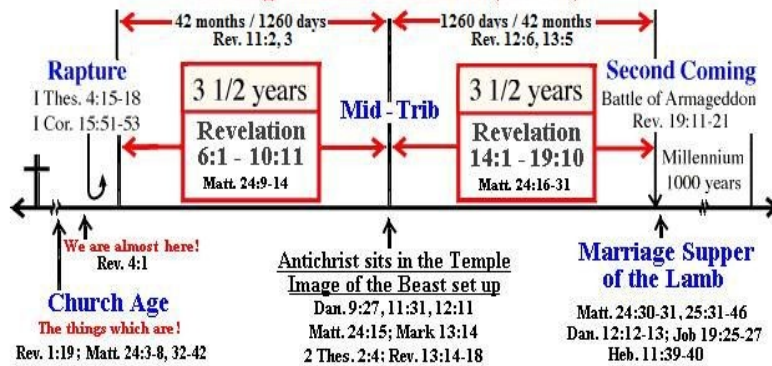 42 months / 1260 days
Rev. 11:2, 3
1260 days / 42 months
Rev. 12:6, 13:5
Rapture
I Thes. 4:15-18
I Cor. 15:51-53
3 1/2 years
Revelation
6:1 - 10:11
Matt. 24:9-14
Mid - Trib
3 1/2 years
Revelation
14:1 - 19:10
Matt. 24:16-31
Second Coming
Battle of Armageddon
Rev. 19:11-21
Millennium
1000 years
We are almost here!
Rev. 4:1
Church Age
The things which are!
Rev. 1:19; Matt. 24:3-8, 32-42
Antichrist sits in the Temple
Image of the Beast set up
Dan. 9:27, 11:31, 12:11
Matt. 24:15; Mark 13:14
2 Thes. 2:4; Rev. 13:14-18
Marriage Supper
of the Lamb
Matt. 24:30-31, 25:31-46
Dan. 12:12-13; Job 19:25-27
Heb. 11:39-40